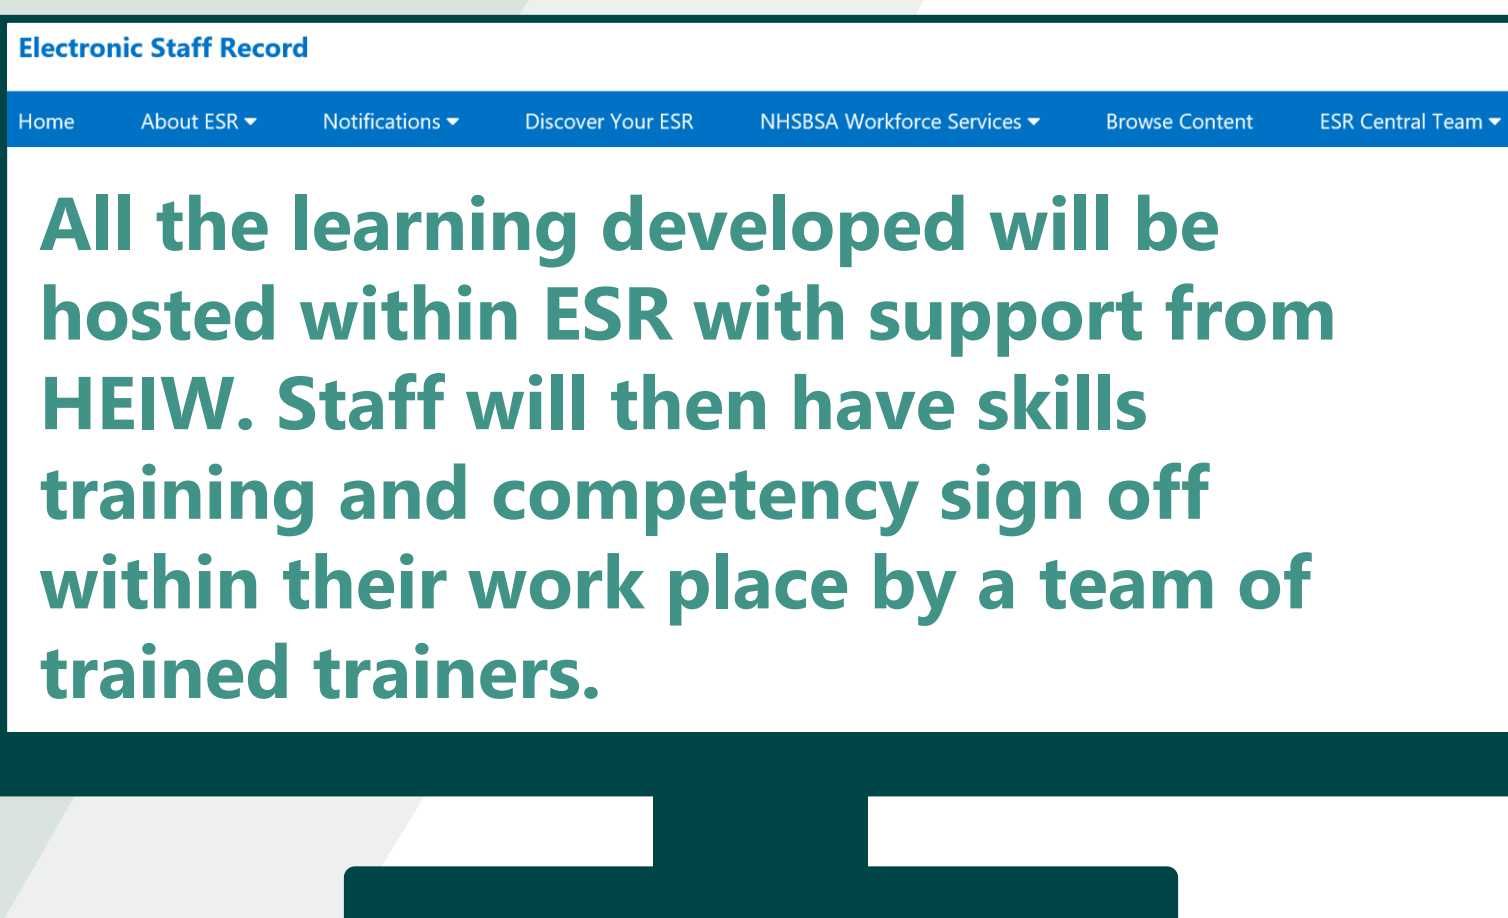 Electronic Staff Record
Home About ESR Notifications Discover Your ESR NHSBSA Workforce Services Browse Content ESR Central Team
All the learning developed will be
hosted within ESR with support from
HEIW. Staff will then have skills
training and competency sign off
within their work place by a team of
trained trainers.